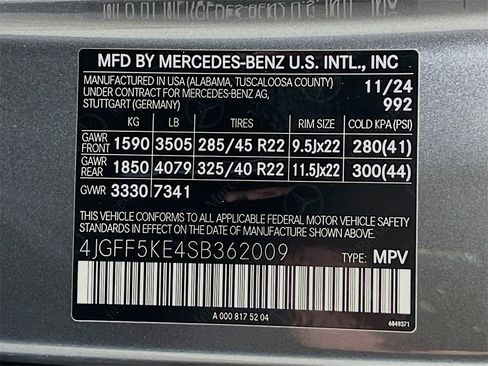 MFD BY MERCEDES-BENZ U.S. INTL., INC
MANUFACTURED IN USA (ALABAMA, TUSCALOOSA COUNTY) 11/24
UNDER CONTRACT FOR MERCEDES-BENZ AG,
STUTTGART (GERMANY) 992
KG LB TIRES RIM SIZE COLD KPA (PSI)
GAWR FRONT 1590 3505 285/45 R22 9.5Jx22 280(41)
GAWR REAR 1850 4079 325/40 R22 11.5Jx22 300(44)
GVWR 3330 7341
THIS VEHICLE CONFORMS TO ALL APPLICABLE FEDERAL MOTOR VEHICLE SAFETY
STANDARDS IN EFFECT ON THE DATE OF MANUFACTURE SHOWN ABOVE.
4JGFF5KE4SB362009 TYPE: MPV
A 000 817 52 04 6849371